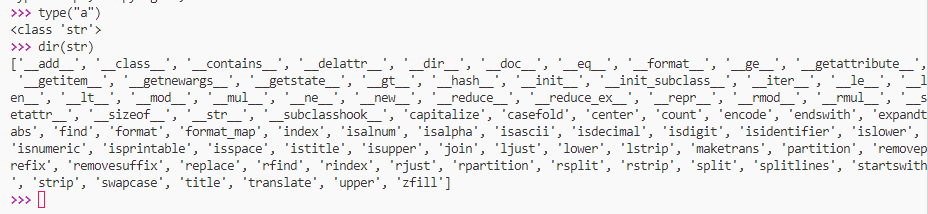 >>> type("a")
<class 'str'>
>>> dir(str)
['__add__', '__class__', '__contains__', '__delattr__', '__dir__', '__doc__', '__eq__', '__format__', '__ge__', '__getattribute__',
'__getitem__', '__getnewargs__', '__getstate__', '__gt__', '__hash__', '__init__', '__init_subclass__', '__iter__', '__le__', '__l
en__', '__lt__', '__mod__', '__mul__', '__ne__', '__new__', '__reduce__', '__reduce_ex__', '__repr__', '__rmod__', '__rmul__', '__s
etattr__', '__sizeof__', '__str__', '__subclasshook__', 'capitalize', 'casefold', 'center', 'count', 'encode', 'endswith', 'expandt
abs', 'find', 'format', 'format_map', 'index', 'isalnum', 'isalpha', 'isascii', 'isdecimal', 'isdigit', 'isidentifier', 'islower',
'isnumeric', 'isprintable', 'isspace', 'istitle', 'isupper', 'join', 'ljust', 'lower', 'lstrip', 'maketrans', 'partition', 'removep
refix', 'removesuffix', 'replace', 'rfind', 'rindex', 'rjust', 'rpartition', 'rsplit', 'rstrip', 'split', 'splitlines', 'startswith
', 'strip', 'swapcase', 'title', 'translate', 'upper', 'zfill']
>>>